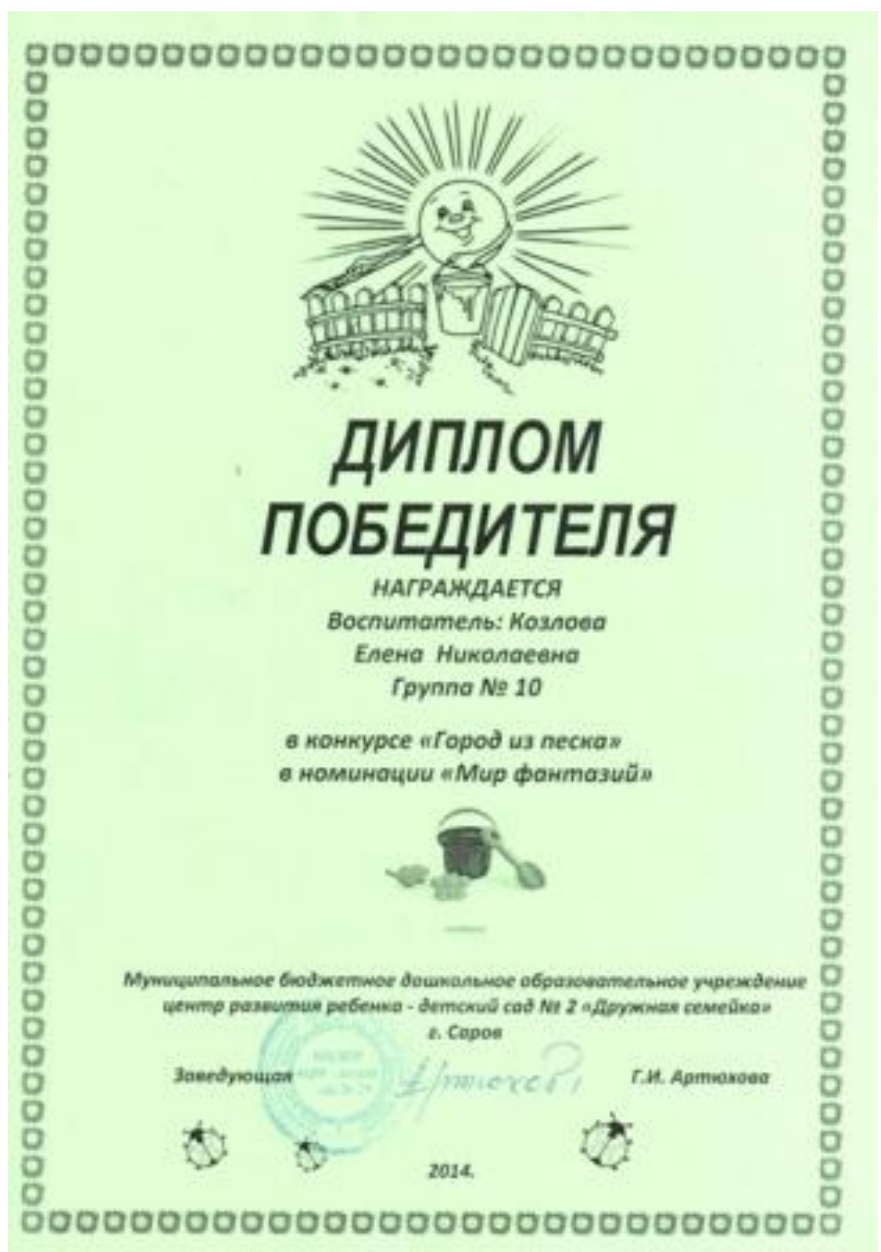 ДИПЛОМ
ПОБЕДИТЕЛЯ
НАГРАЖДАЕТСЯ
Воспитатель: Козлова
Елена Николаевна
Группа № 10
в конкурсе «Город из песка»
в номинации «Мир фантазий»
Муниципальное бюджетное дошкольное образовательное учреждение
центр развития ребенка - детский сад № 2 «Дружная семейка»
г. Саров
Заведующая Г.И. Артюхова
2014.